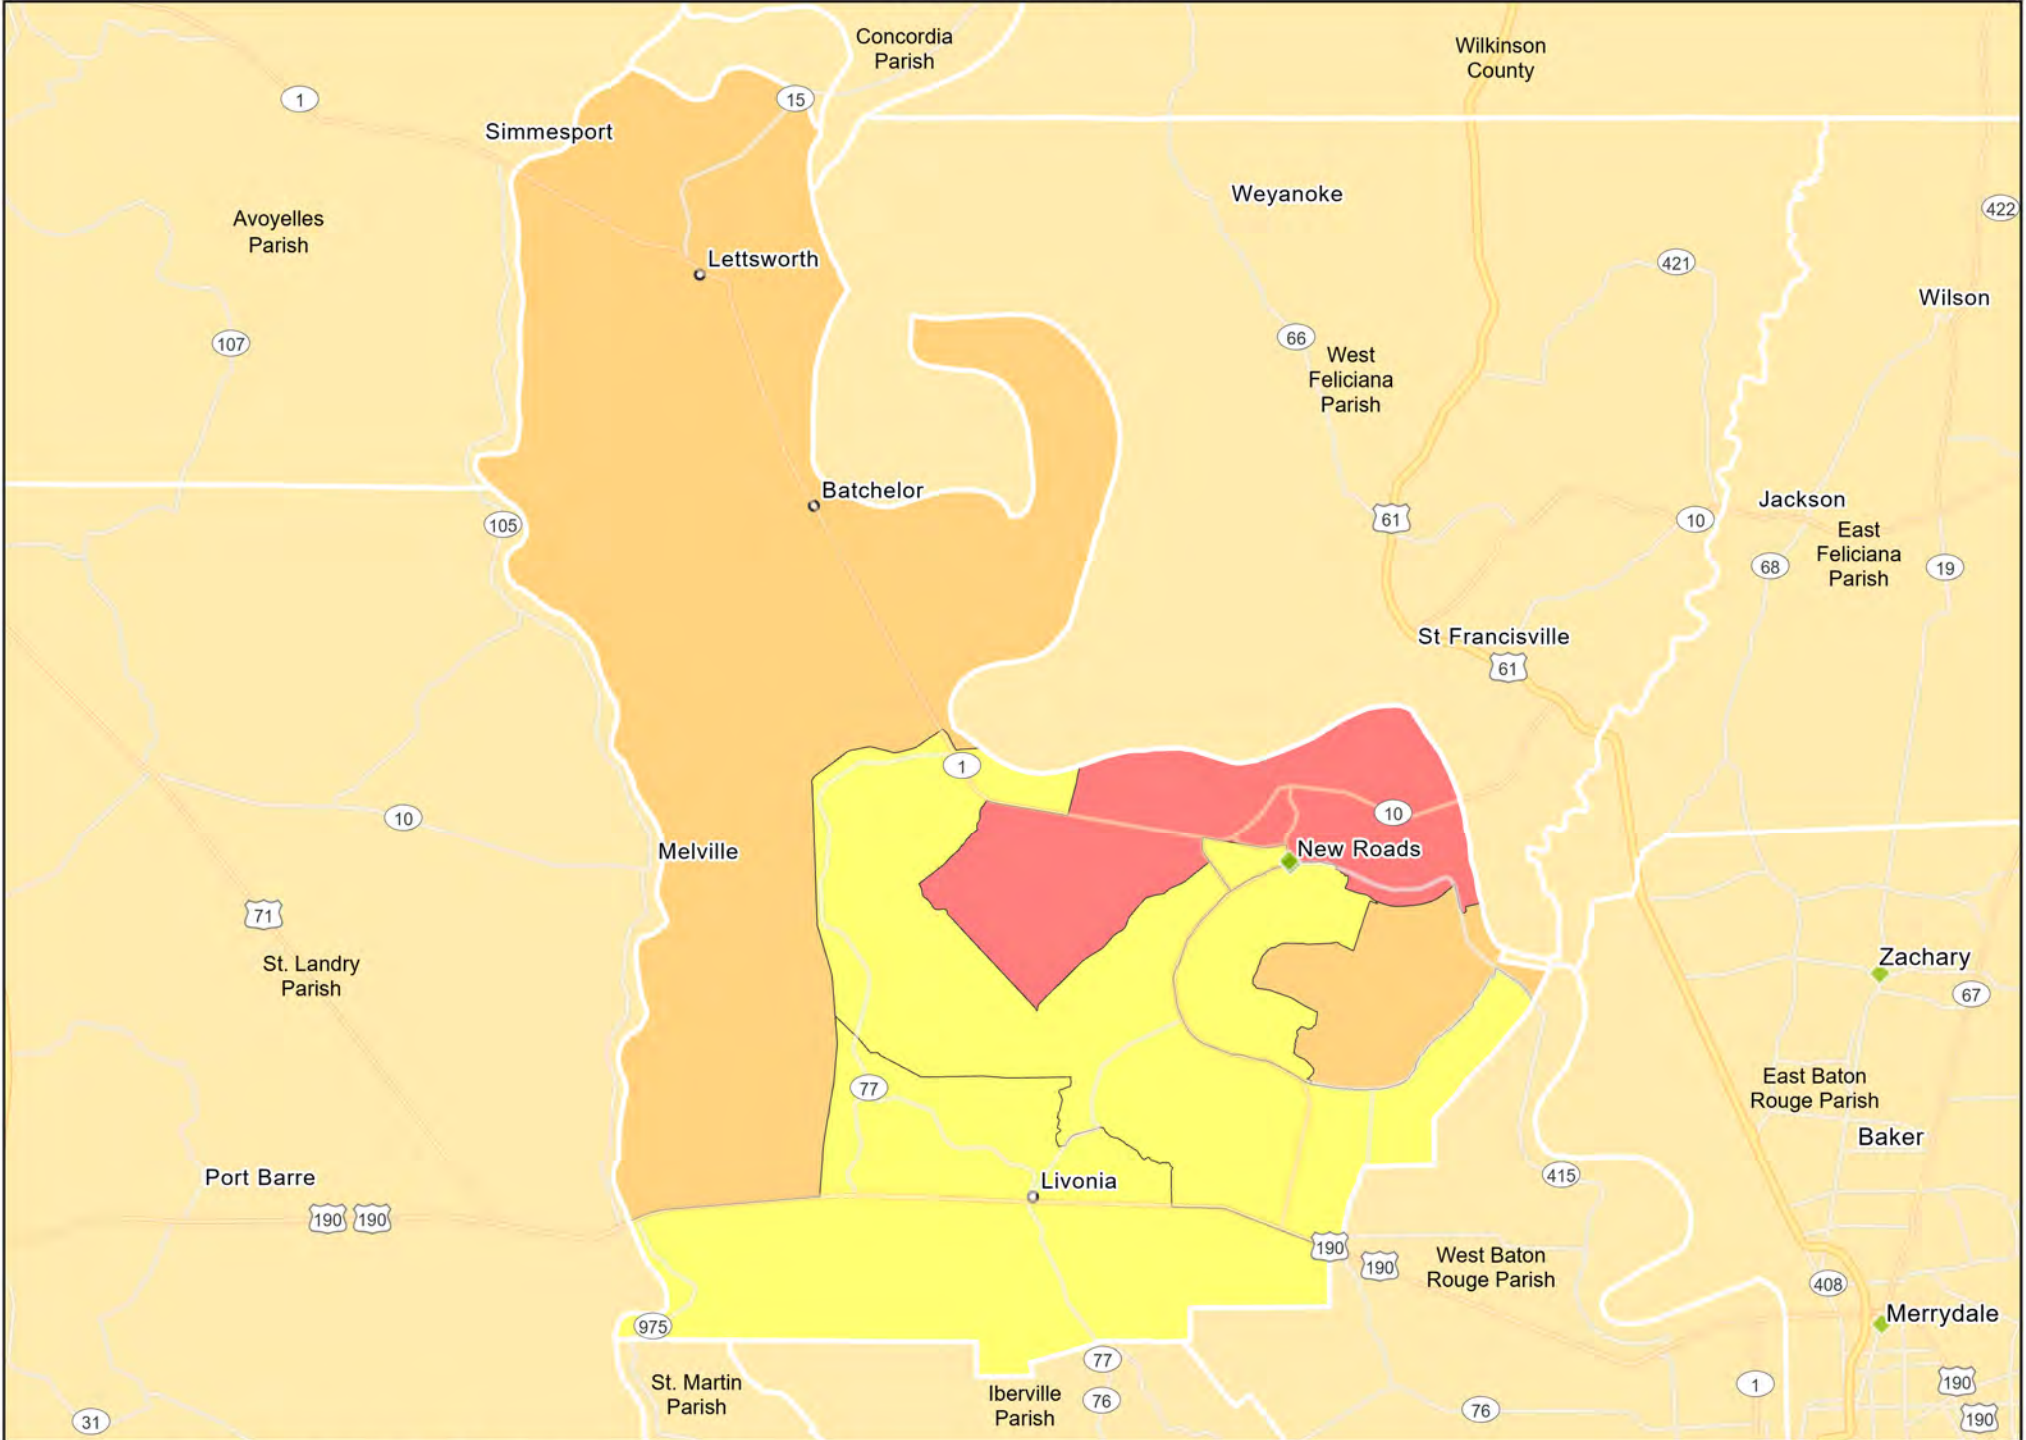 Concordia
Parish
Wilkinson
County
1
15
Simmesport
Weyanoke
422
Avoyelles
Parish
Lettsworth
421
Wilson
107
66
West
Feliciana
Parish
Batchelor
105
61
10
Jackson
East
Feliciana
Parish
68
19
St Francisville
61
1
10
10
Melville
New Roads
71
St. Landry
Parish
Zachary
67
77
East Baton
Rouge Parish
Baker
Port Barre
Livonia
415
190
190
190
190
West Baton
Rouge Parish
408
975
Merrydale
77
St. Martin
Parish
Iberville
Parish
76
76
1
190
190
31